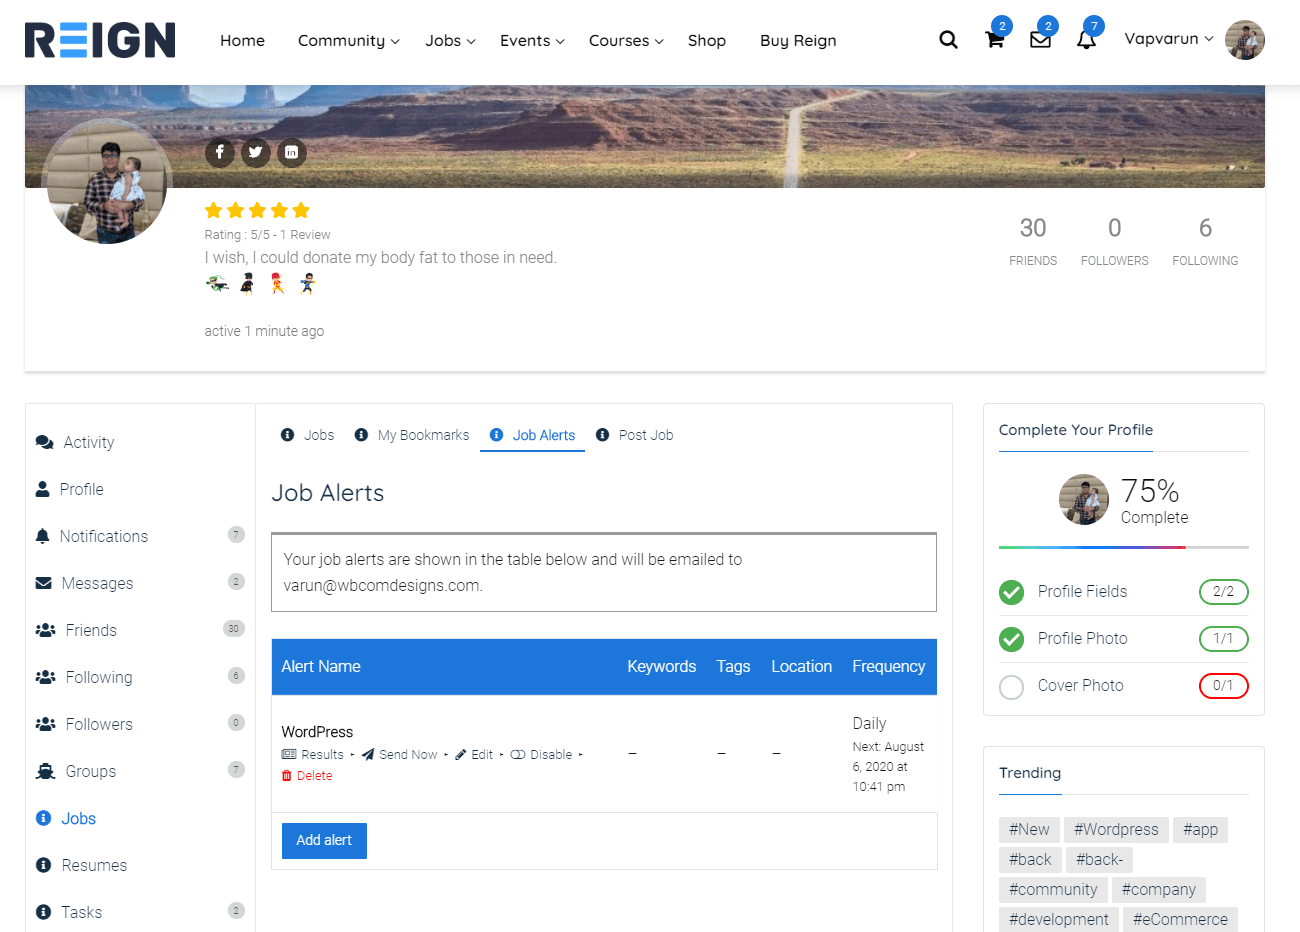 REIGN
Home Community Jobs Events Courses Shop Buy Reign
2 2 7
Vapvarun
Rating : 5/5 - 1 Review
I wish, I could donate my body fat to those in need.
active 1 minute ago
30 0 6
FRIENDS FOLLOWERS FOLLOWING
Activity
Profile
Notifications 7
Messages 2
Friends 30
Following 6
Followers 0
Groups 7
Jobs
Resumes
Tasks 2
Jobs My Bookmarks Job Alerts Post Job
Job Alerts
Your job alerts are shown in the table below and will be emailed to
varun@wbcomdesigns.com.
Alert Name Keywords Tags Location Frequency
WordPress
Results ‣ Send Now ‣ Edit ‣ Disable ‣
Delete
– – –
Daily
Next: August
6, 2020 at
10:41 pm
Add alert
Complete Your Profile
75%
Complete
Profile Fields 2/2
Profile Photo 1/1
Cover Photo 0/1
Trending
#New #Wordpress #app
#back #back-
#community #company
#development #eCommerce